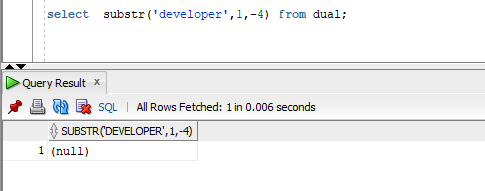 select substr('developer',1,-4) from dual;
Query Result x
SQL | All Rows Fetched: 1 in 0.006 seconds
SUBSTR('DEVELOPER',1,-4)
1 (null)